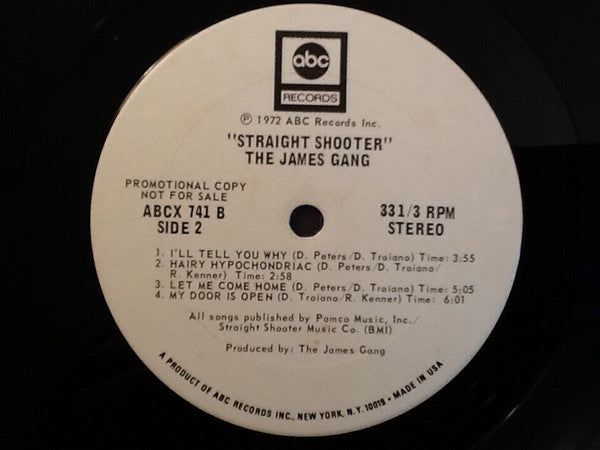 abc
RECORDS
Ⓟ 1972 ABC Records Inc.
"STRAIGHT SHOOTER"
THE JAMES GANG
PROMOTIONAL COPY
NOT FOR SALE
ABCX 741 B
SIDE 2
33 1/3 RPM
STEREO
1. I'LL TELL YOU WHY (D. Peters/D. Troiano) Time: 3:55
2. HAIRY HYPOCHONDRIAC (D. Peters/D. Troiano/
R. Kenner) Time: 2:58
3. LET ME COME HOME (D. Peters/D. Troiano) Time: 5:05
4. MY DOOR IS OPEN (D. Troiano/R. Kenner) Time: 6:01
All songs published by Pamco Music, Inc./
Straight Shooter Music Co. (BMI)
Produced by: The James Gang
A PRODUCT OF ABC RECORDS INC., NEW YORK, N.Y. 10019 • MADE IN USA